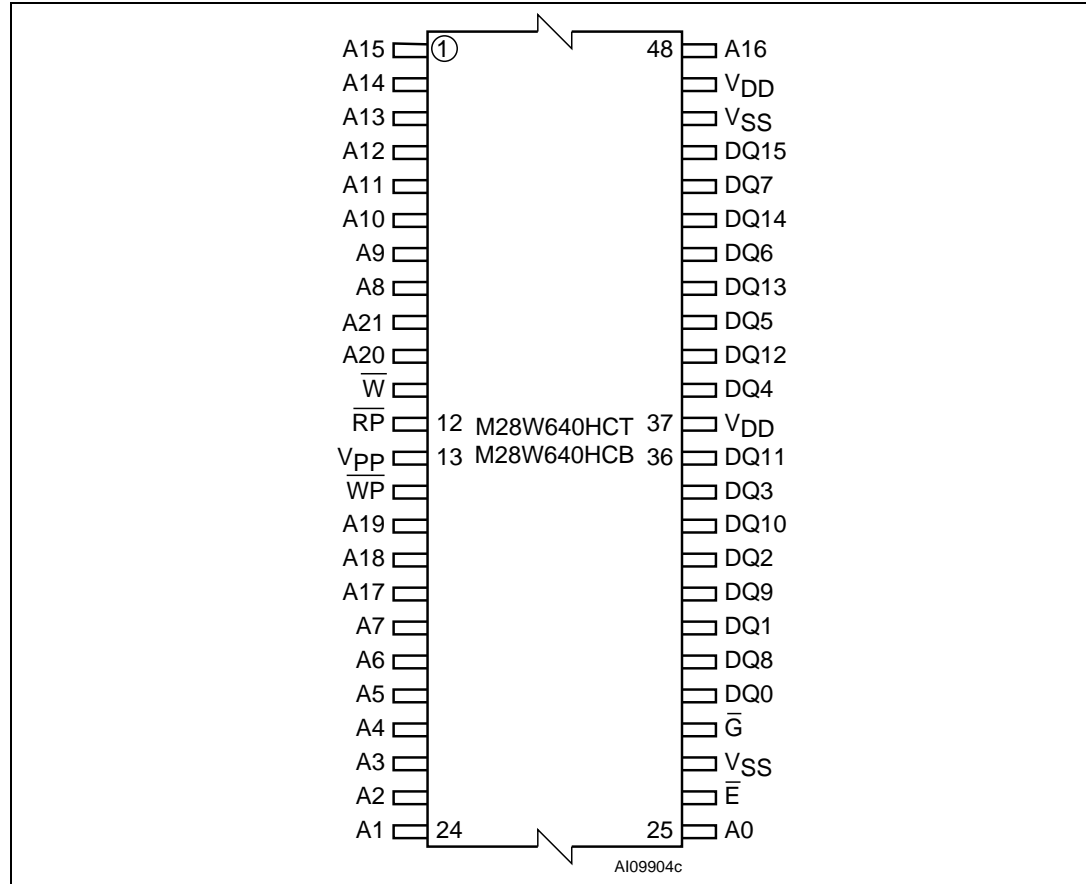 A15 ① 48 A16
A14 VDD
A13 VSS
A12 DQ15
A11 DQ7
A10 DQ14
A9 DQ6
A8 DQ13
A21 DQ5
A20 DQ12
W̅ DQ4
R̅P̅ 12 M28W640HCT 37 VDD
VPP 13 M28W640HCB 36 DQ11
W̅P̅ DQ3
A19 DQ10
A18 DQ2
A17 DQ9
A7 DQ1
A6 DQ8
A5 DQ0
A4 G̅
A3 VSS
A2 E̅
A1 24 25 A0
AI09904c